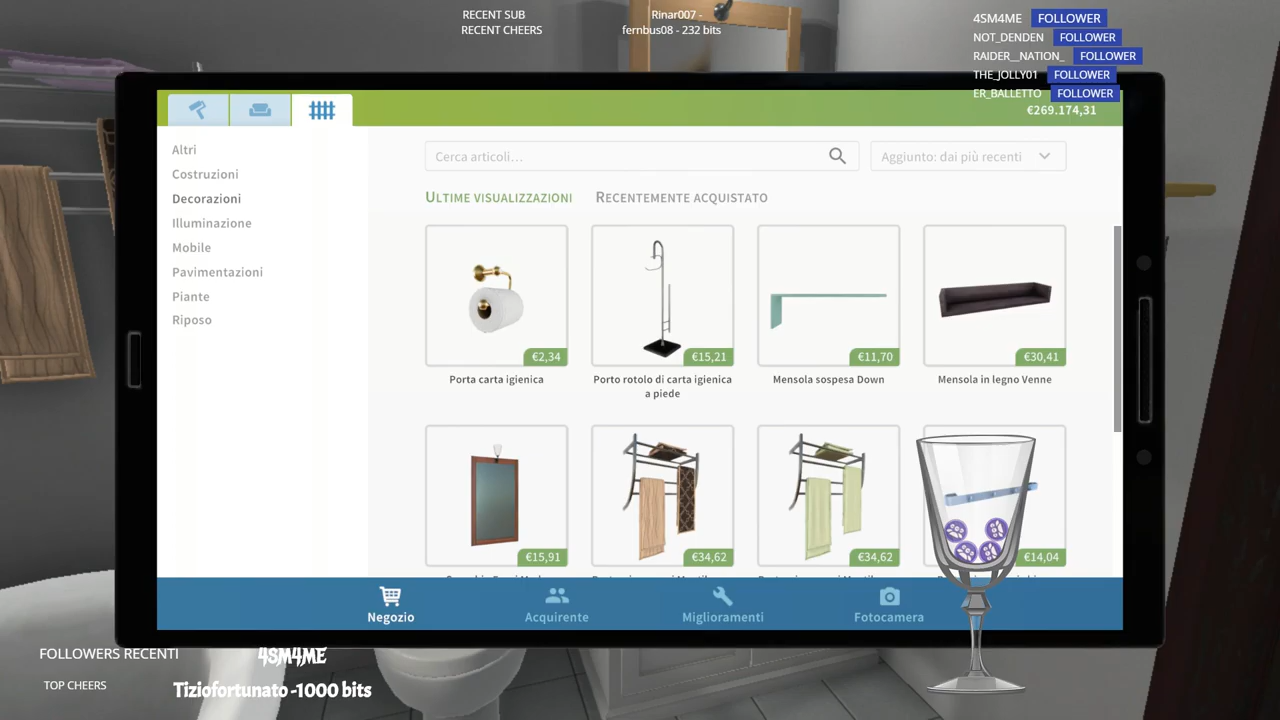 RECENT SUB
Rinar007 -
RECENT CHEERS
fernbus08 - 232 bits
4SM4ME FOLLOWER
NOT_DENDEN FOLLOWER
RAIDER__NATION_ FOLLOWER
THE_JOLLY01 FOLLOWER
ER_BALLETTO FOLLOWER
€269.174,31
Altri
Costruzioni
Decorazioni
Illuminazione
Mobile
Pavimentazioni
Piante
Riposo
Cerca articoli...
Aggiunto: dai più recenti
ULTIME VISUALIZZAZIONI
RECENTEMENTE ACQUISTATO
€2,34
€15,21
€11,70
€30,41
Porta carta igienica
Porto rotolo di carta igienica
a piede
Mensola sospesa Down
Mensola in legno Venne
€15,91
€34,62
€34,62
€14,04
Negozio
Acquirente
Miglioramenti
Fotocamera
FOLLOWERS RECENTI
4SM4ME
TOP CHEERS
Tiziofortunato -1000 bits